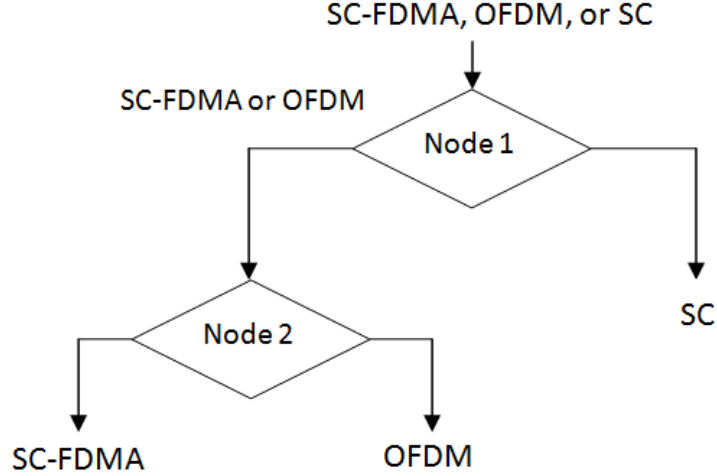 SC-FDMA, OFDM, or SC
SC-FDMA or OFDM
Node 1
SC
Node 2
SC-FDMA
OFDM